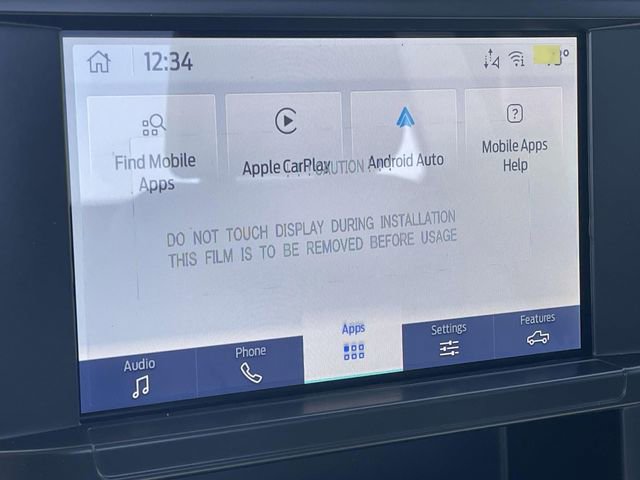 12:34
Find Mobile
Apps
Apple CarPlay
Android Auto
Mobile Apps
Help
CAUTION
DO NOT TOUCH DISPLAY DURING INSTALLATION
THIS FILM IS TO BE REMOVED BEFORE USAGE
Audio
Phone
Apps
Settings
Features